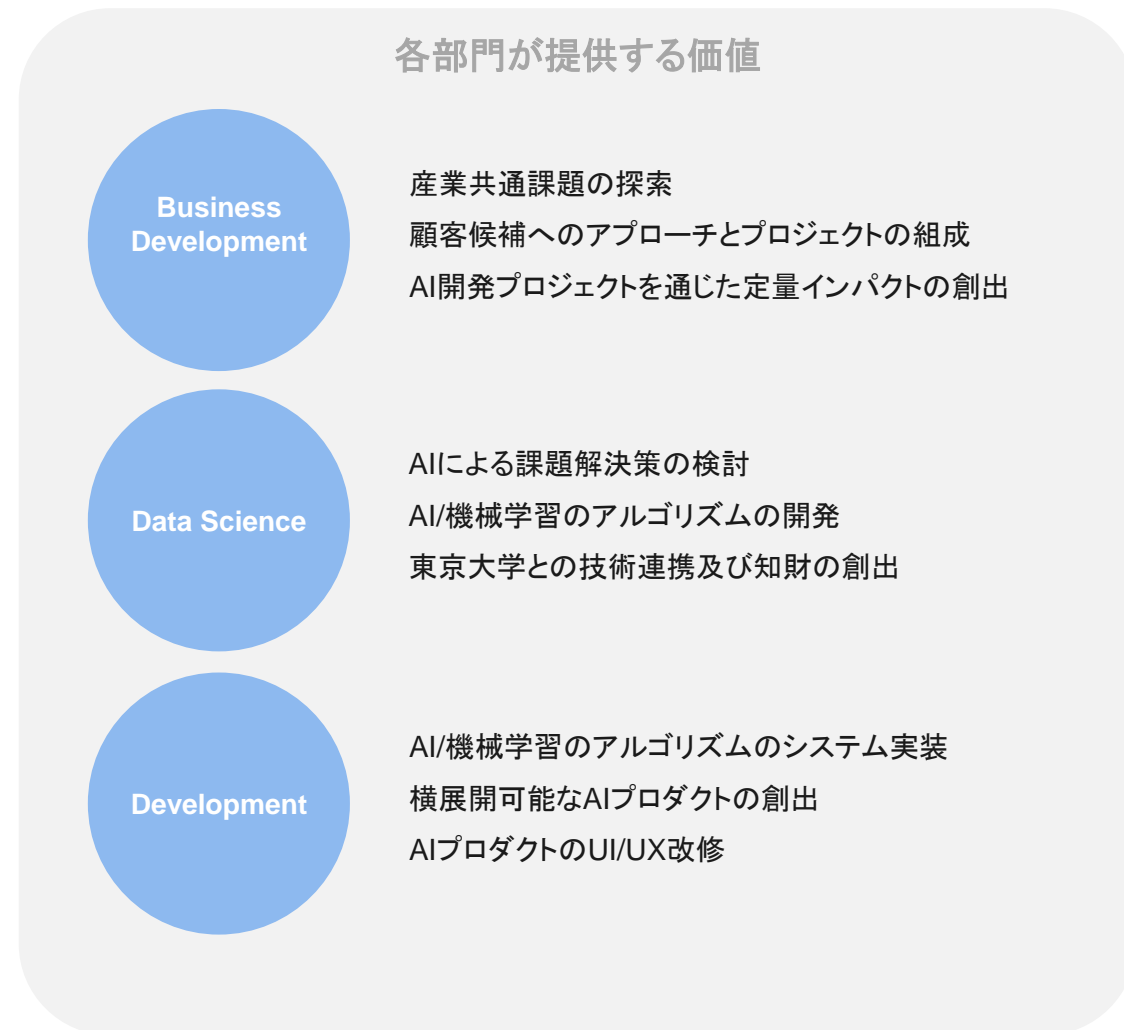 各部門が提供する価値
Business
Development
産業共通課題の探索
顧客候補へのアプローチとプロジェクトの組成
AI開発プロジェクトを通じた定量インパクトの創出
Data Science
AIによる課題解決策の検討
AI/機械学習のアルゴリズムの開発
東京大学との技術連携及び知財の創出
Development
AI/機械学習のアルゴリズムのシステム実装
横展開可能なAIプロダクトの創出
AIプロダクトのUI/UX改修